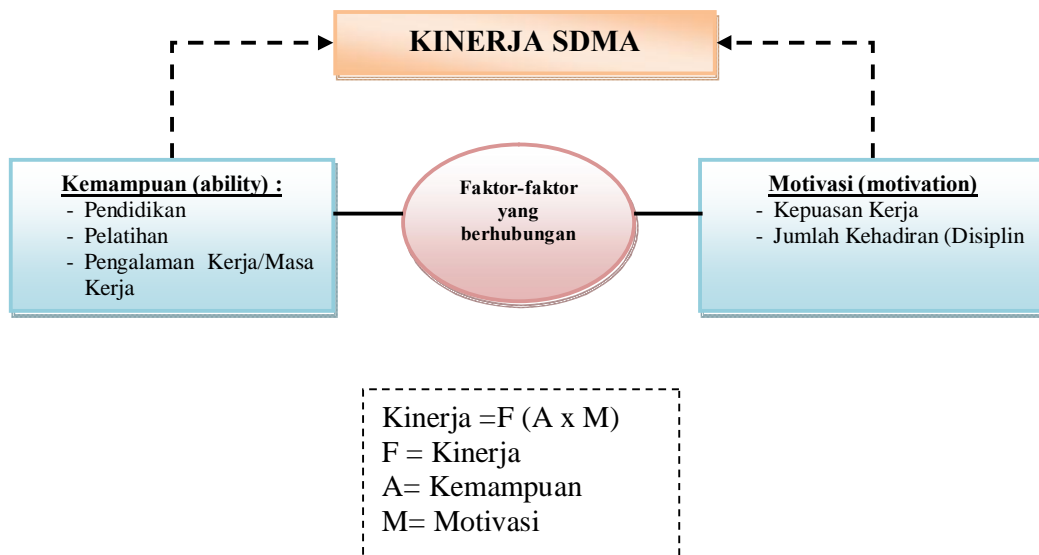 KINERJA SDMA
Kemampuan (ability) :
- Pendidikan
- Pelatihan
- Pengalaman Kerja/Masa
Kerja
Faktor-faktor
yang
berhubungan
Motivasi (motivation)
- Kepuasan Kerja
- Jumlah Kehadiran (Disiplin
Kinerja =F (A x M)
F = Kinerja
A= Kemampuan
M= Motivasi